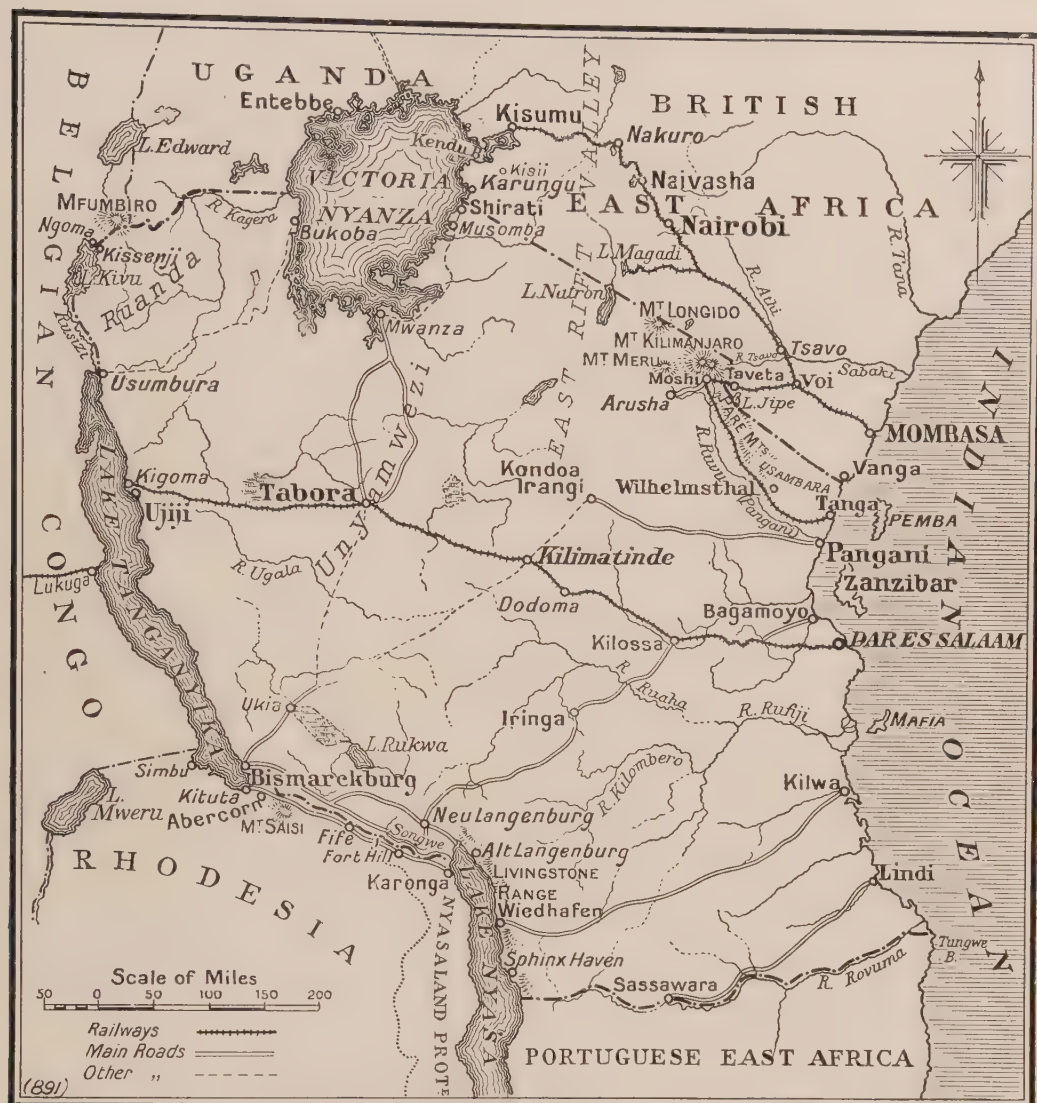 UGANDA
BELGIAN CONGO
BRITISH
EAST AFRICA
Entebbe
Kisumu
Nakuro
L. Edward
Kendu
Kisii
VICTORIA
NYANZA
Karungu
Naivasha
MFUMBIRO
R. Kagera
Shirati
Nairobi
Ngoma
Bukoba
Musomba
R. Tana
Kissenji
L. Kivu
Ruanda
L. Magadi
R. Athi
EAST RIFT VALLEY
L. Natron
Rusizi
Mwanza
MT LONGIDO
MT KILIMANJARO
Tsavo
R. Tsavo
Sabaki
MT MERU
Usumbura
Moshi
Taveta
Voi
Arusha
L. Jipe
PARE MTS
MOMBASA
Unyamwezi
R. Ruvu
USAMBARA
Vanga
Kigoma
Tabora
Kondoa
Irangi
Wilhelmsthal
Ujiji
(Pangani)
Tanga
PEMBA
LAKE TANGANYIKA
Kilimatinde
Pangani
Zanzibar
Lukuga
R. Ugala
Dodoma
Bagamoyo
Kilossa
DAR ES SALAAM
INDIAN OCEAN
R. Ruaha
Ukia
Iringa
R. Rufiji
MAFIA
L. Rukwa
Simbu
Bismarckburg
R. Kilombero
Kilwa
L.
Mweru
Kituta
Abercorn
MT SAISI
Neu Langenburg
Fife
(Songwe
Fort Hill
Alt Langenburg
RHODESIA
Karonga
LIVINGSTONE
RANGE
Lindi
Wiedhafen
LAKE NYASA
NYASALAND PROTE
Sphinx Haven
Tungwe
B.
Sassawara
R. Rovuma
PORTUGUESE EAST AFRICA
Scale of Miles
50 0 50 100 150 200
Railways
Main Roads
Other „
(891)